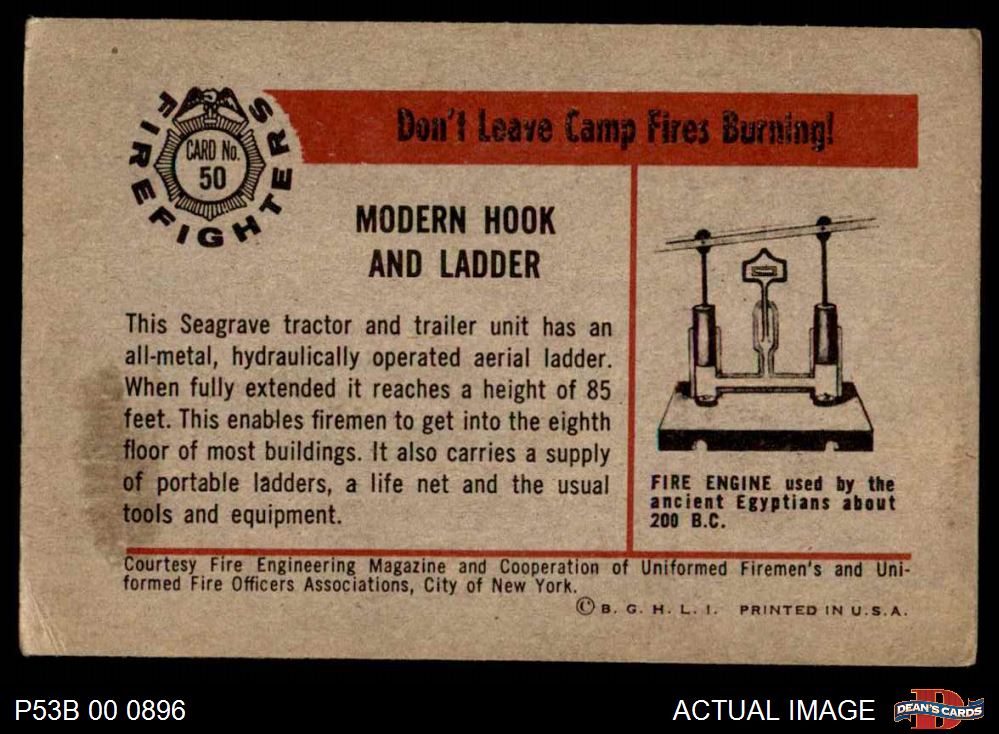 FIREFIGHTERS
CARD No.
50
Don't Leave Camp Fires Burning!
MODERN HOOK
AND LADDER
This Seagrave tractor and trailer unit has an
all-metal, hydraulically operated aerial ladder.
When fully extended it reaches a height of 85
feet. This enables firemen to get into the eighth
floor of most buildings. It also carries a supply
of portable ladders, a life net and the usual
tools and equipment.
FIRE ENGINE used by the
ancient Egyptians about
200 B.C.
Courtesy Fire Engineering Magazine and Cooperation of Uniformed Firemen's and Uni-
formed Fire Officers Associations, City of New York.
© B. G. H. L. I. PRINTED IN U.S.A.
P53B 00 0896
ACTUAL IMAGE
D
DEAN'S CARDS